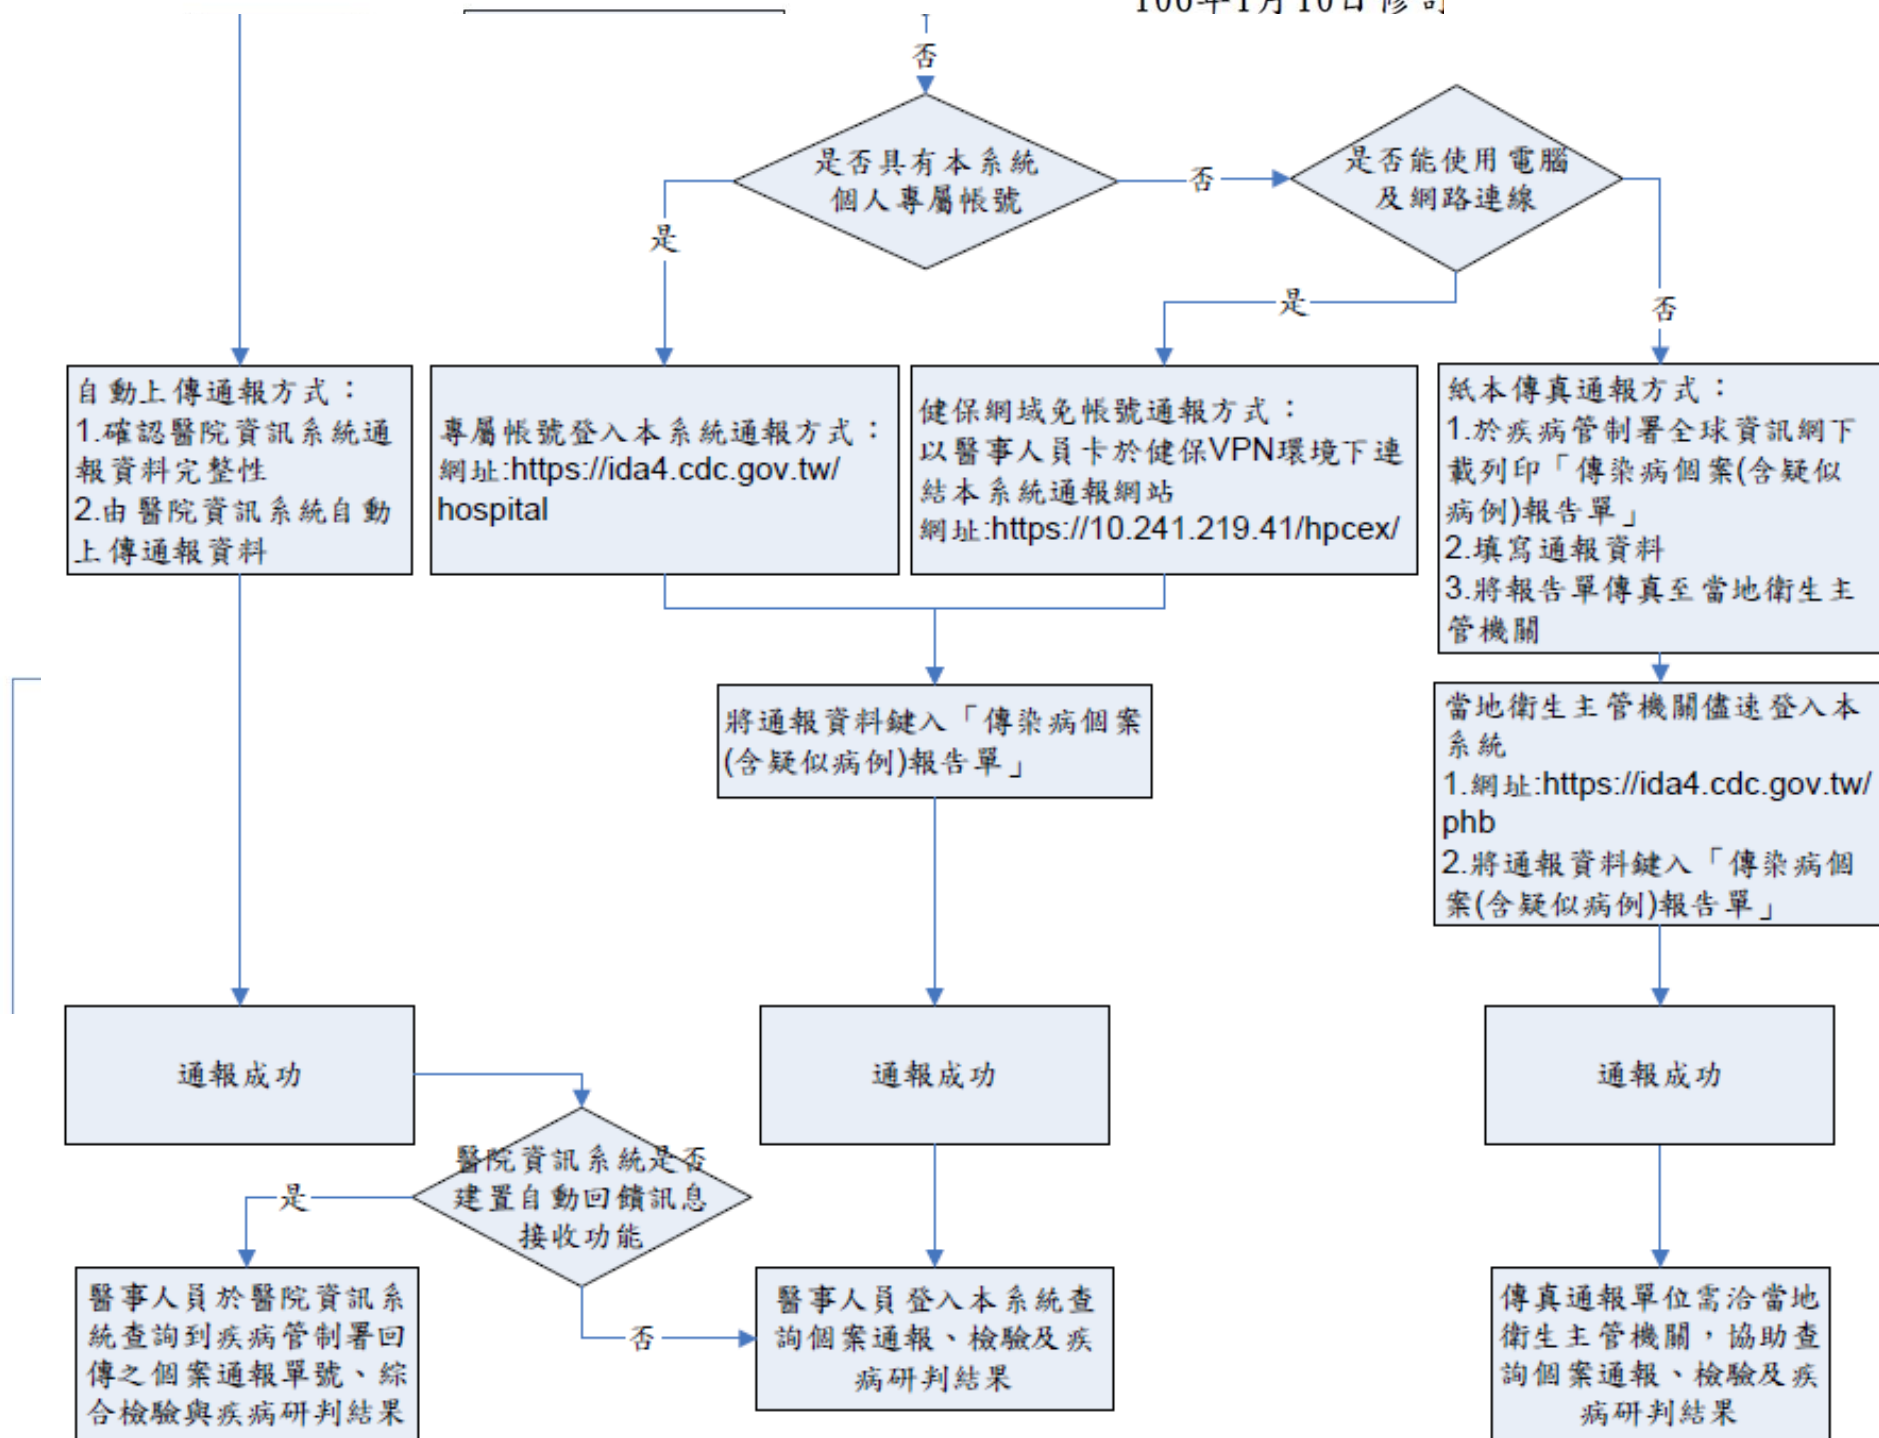 否
是否具有本系統
個人專屬帳號
否
是否能使用電腦
及網路連線
是
是
否
自動上傳通報方式：
1.確認醫院資訊系統通
報資料完整性
2.由醫院資訊系統自動
上傳通報資料
專屬帳號登入本系統通報方式：
網址:https://ida4.cdc.gov.tw/
hospital
健保網域免帳號通報方式：
以醫事人員卡於健保VPN環境下連
結本系統通報網站
網址:https://10.241.219.41/hpcex/
紙本傳真通報方式：
1.於疾病管制署全球資訊網下
載列印「傳染病個案(含疑似
病例)報告單」
2.填寫通報資料
3.將報告單傳真至當地衛生主
管機關
將通報資料鍵入「傳染病個案
(含疑似病例)報告單」
當地衛生主管機關儘速登入本
系統
1.網址:https://ida4.cdc.gov.tw/
phb
2.將通報資料鍵入「傳染病個
案(含疑似病例)報告單」
通報成功
通報成功
通報成功
醫院資訊系統是否
建置自動回饋訊息
接收功能
是
否
醫事人員於醫院資訊系
統查詢到疾病管制署回
傳之個案通報單號、綜
合檢驗與疾病研判結果
醫事人員登入本系統查
詢個案通報、檢驗及疾
病研判結果
傳真通報單位需洽當地
衛生主管機關，協助查
詢個案通報、檢驗及疾
病研判結果